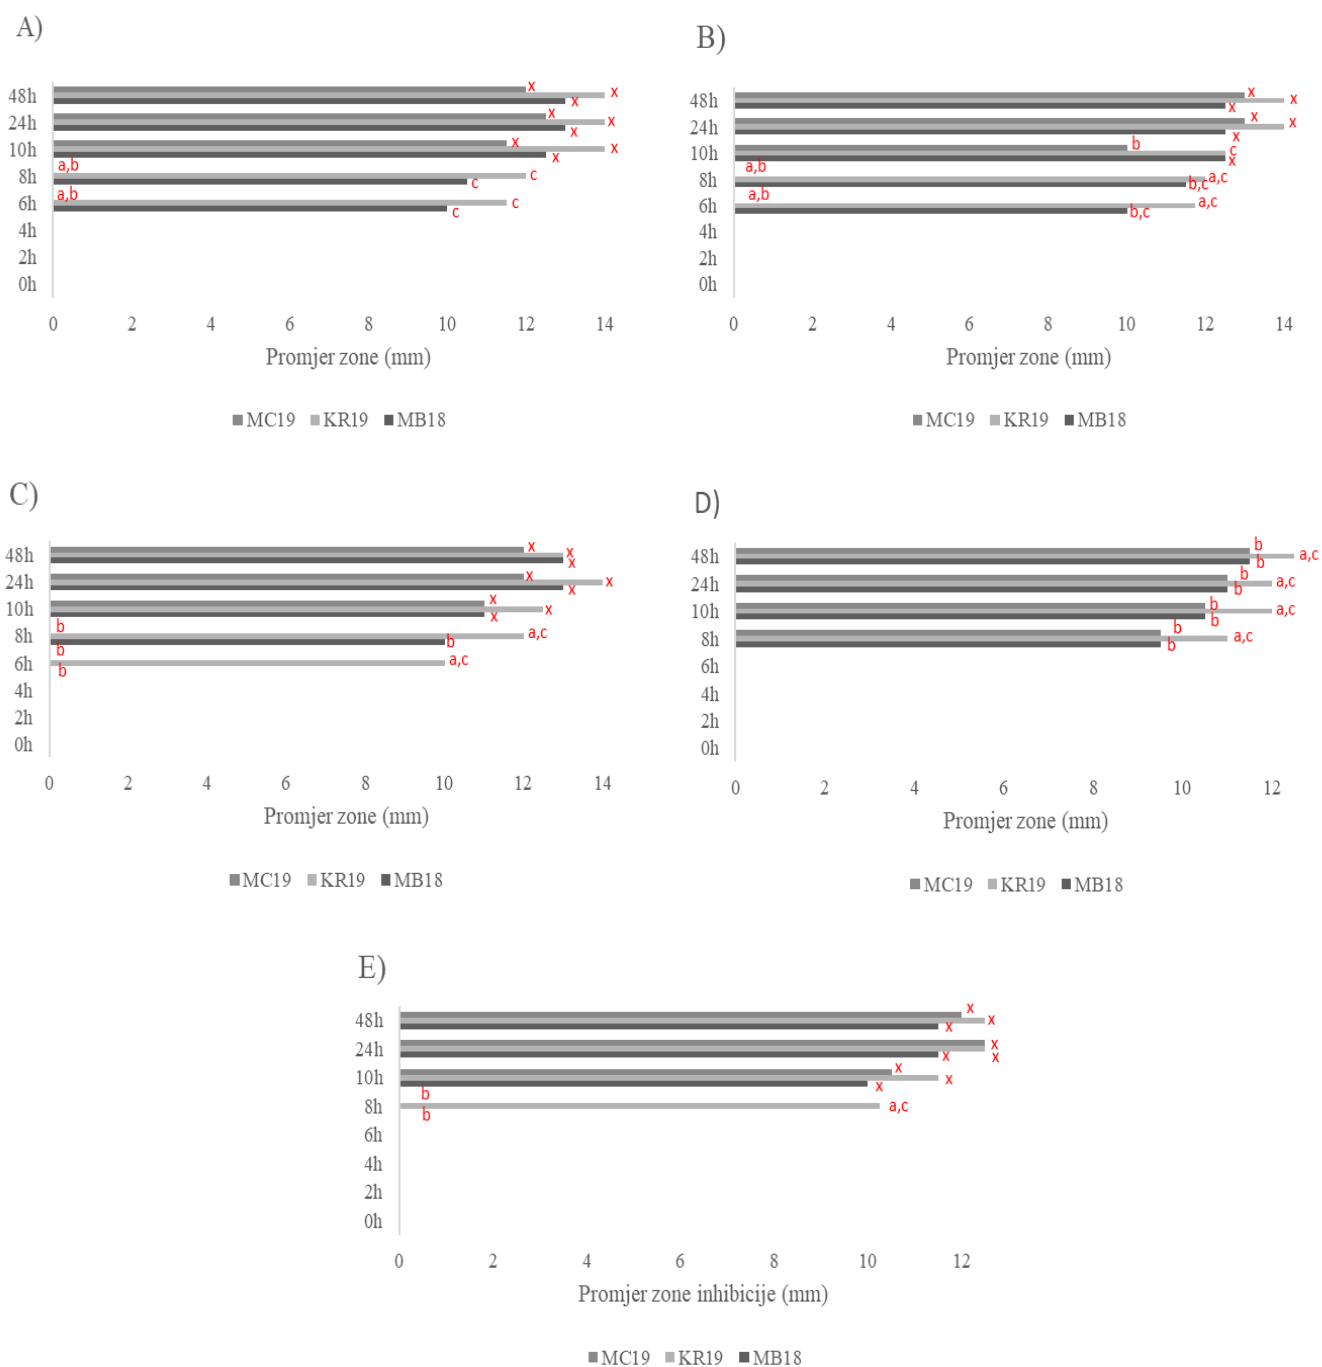 A)
48h x x x
24h x x x
10h x x x
a,b
8h c c
a,b
6h c c
4h
2h
0h
0 2 4 6 8 10 12 14
Promjer zone (mm)
MC19 KR19 MB18
B)
48h x x x
24h x x x
10h b c x
a,b
8h a,c b,c
a,b
6h a,c b,c
4h
2h
0h
0 2 4 6 8 10 12 14
Promjer zone (mm)
MC19 KR19 MB18
C)
48h x x x
24h x x x
10h x x x
b
8h a,c b
b
6h a,c
b
4h
2h
0h
0 2 4 6 8 10 12 14
Promjer zone (mm)
MC19 KR19 MB18
D)
48h b a,c b
24h b a,c b
10h b a,c b
8h b a,c b
6h
4h
2h
0h
0 2 4 6 8 10 12
Promjer zone (mm)
MC19 KR19 MB18
E)
48h x x x
24h x x x
10h x x x
b
8h a,c
b
6h
4h
2h
0h
0 2 4 6 8 10 12
Promjer zone inhibicije (mm)
MC19 KR19 MB18